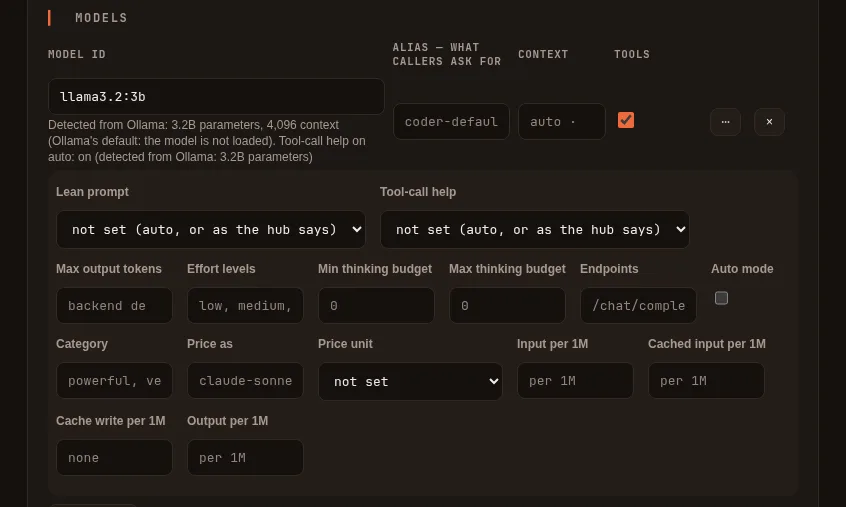 MODELS
MODEL ID
ALIAS — WHAT
CALLERS ASK FOR
CONTEXT
TOOLS
llama3.2:3b
Detected from Ollama: 3.2B parameters, 4,096 context
(Ollama's default: the model is not loaded). Tool-call help on
auto: on (detected from Ollama: 3.2B parameters)
coder-defaul
auto ·
Lean prompt
Tool-call help
not set (auto, or as the hub says)
not set (auto, or as the hub says)
Max output tokens
Effort levels
Min thinking budget
Max thinking budget
Endpoints
Auto mode
backend de
low, medium,
0
0
/chat/comple
Category
Price as
Price unit
Input per 1M
Cached input per 1M
powerful, ve
claude-sonne
not set
per 1M
per 1M
Cache write per 1M
Output per 1M
none
per 1M